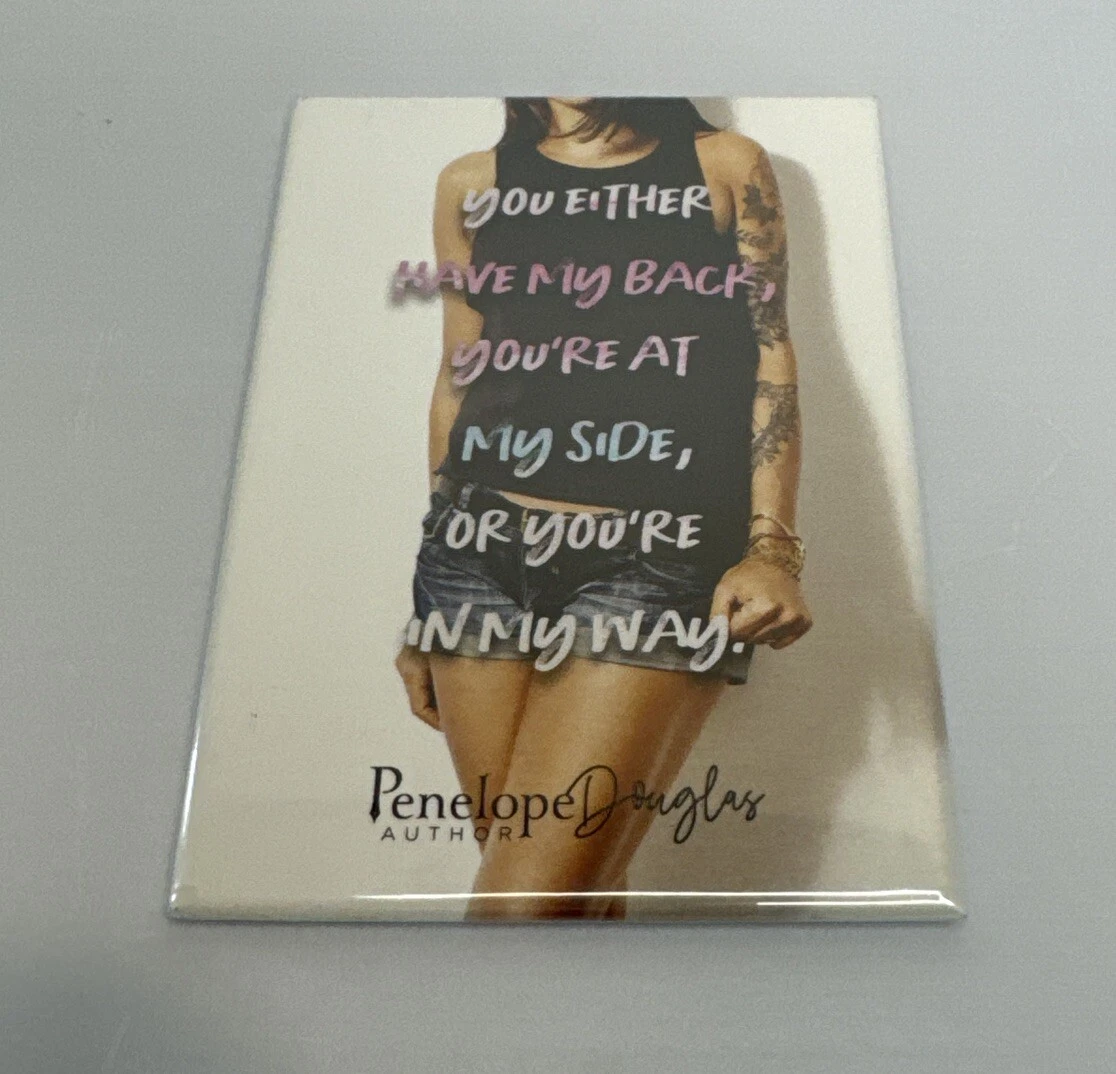 YOU EITHER
HAVE MY BACK,
YOU'RE AT
MY SIDE,
OR YOU'RE
IN MY WAY.
Penelope Douglas
AUTHOR